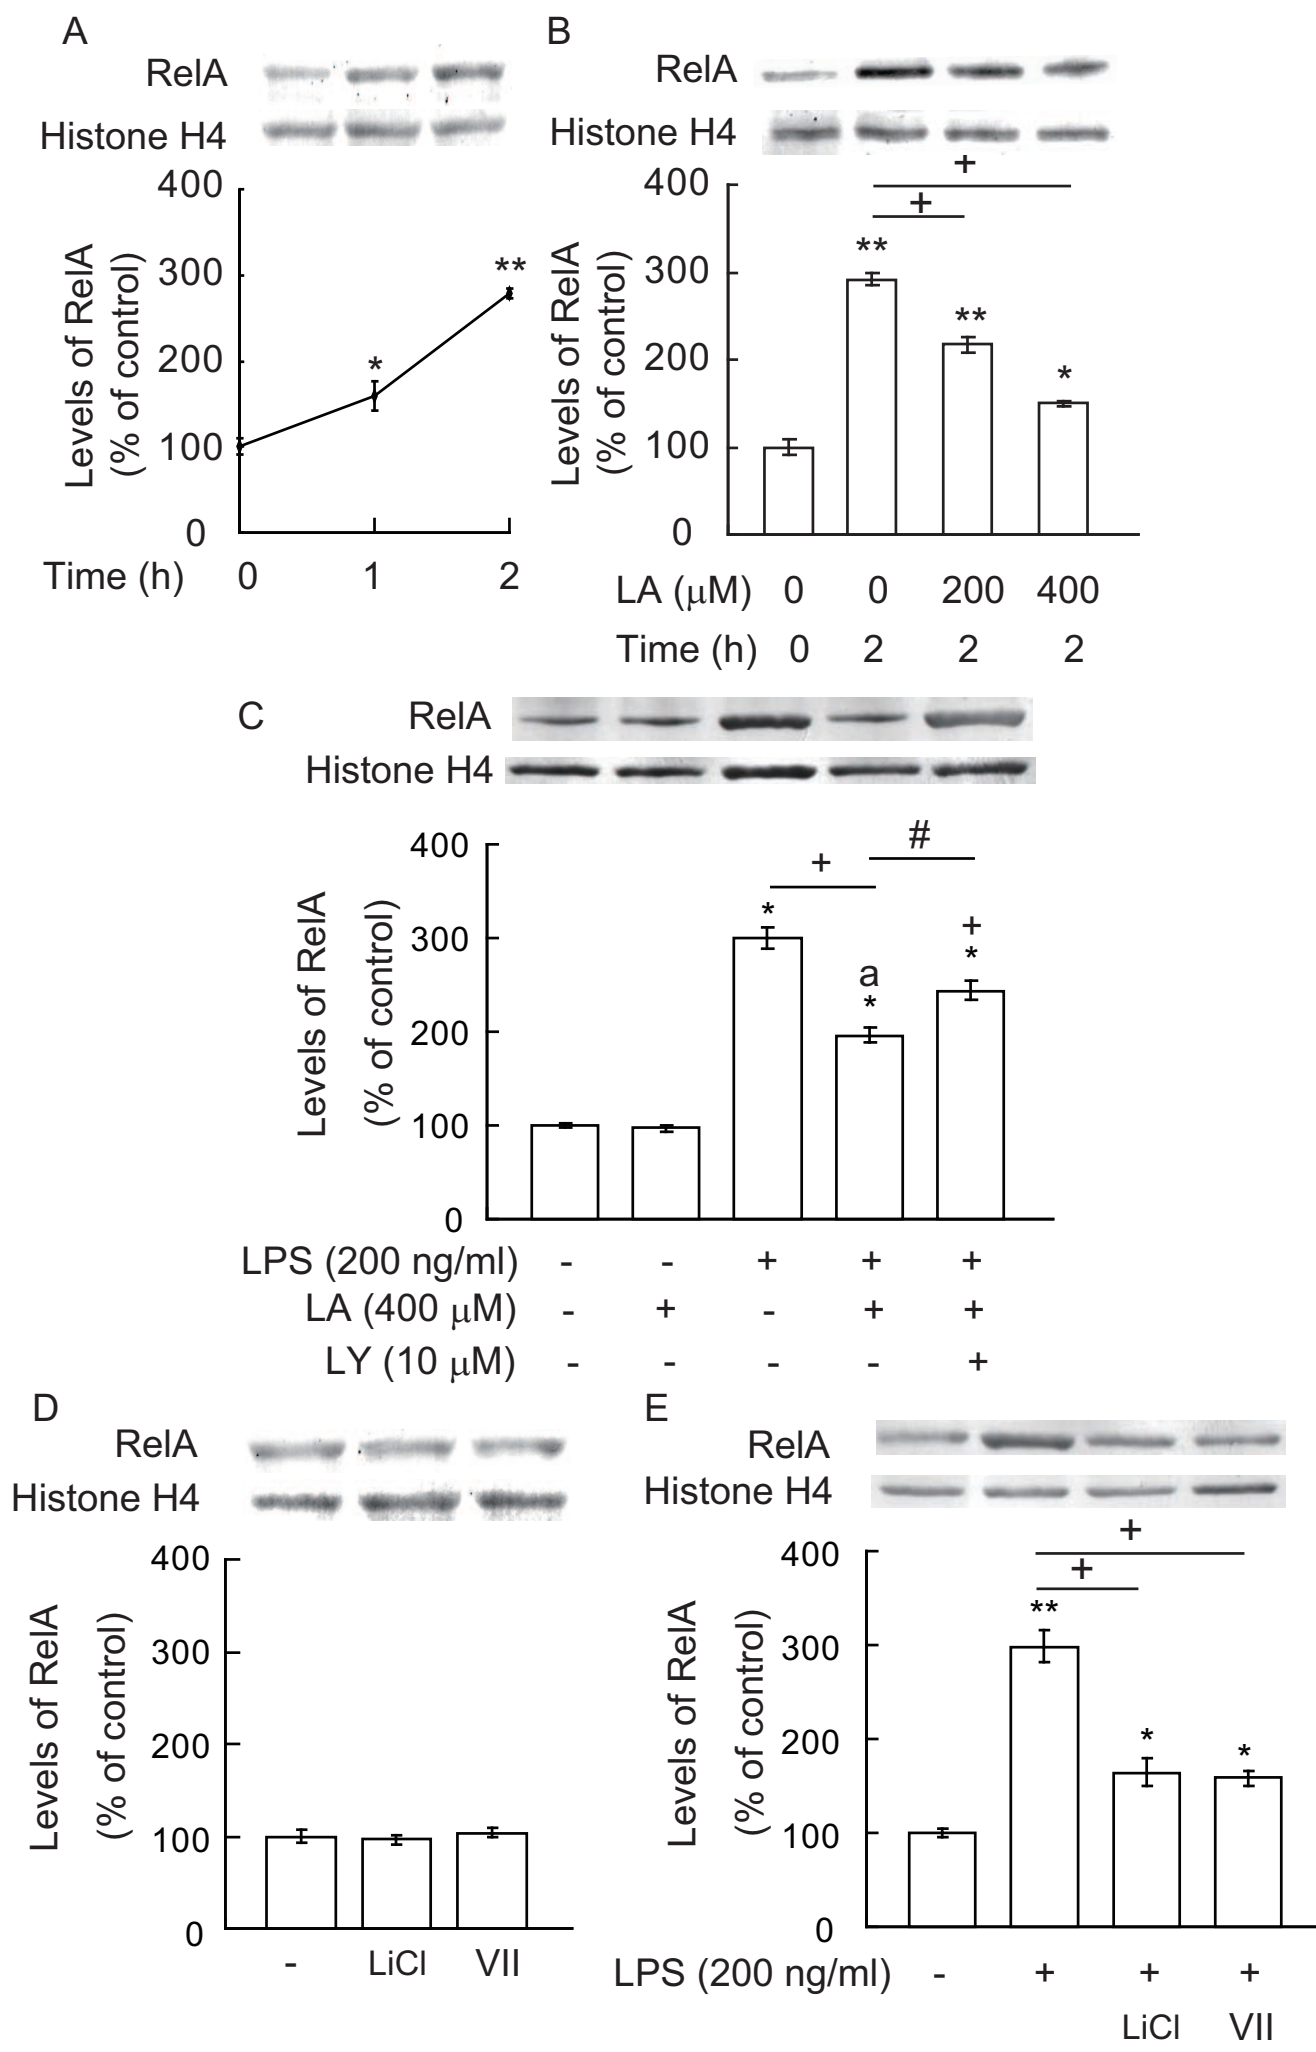 A
RelA
Histone H4
400
300
200
100
0
Levels of RelA
(% of control)
*
**
Time (h) 0 1 2
B
RelA
Histone H4
+
+
400
300
200
100
0
Levels of RelA
(% of control)
**
**
*
LA (μM) 0 0 200 400
Time (h) 0 2 2 2
C
RelA
Histone H4
400
300
200
100
0
Levels of RelA
(% of control)
#
+
*
a
*
+
*
LPS (200 ng/ml) - - + + +
LA (400 μM) - + - + +
LY (10 μM) - - - - +
D
RelA
Histone H4
400
300
200
100
0
Levels of RelA
(% of control)
- LiCl VII
E
RelA
Histone H4
+
+
400
300
200
100
0
Levels of RelA
(% of control)
**
*
*
LPS (200 ng/ml) - + + +
LiCl VII